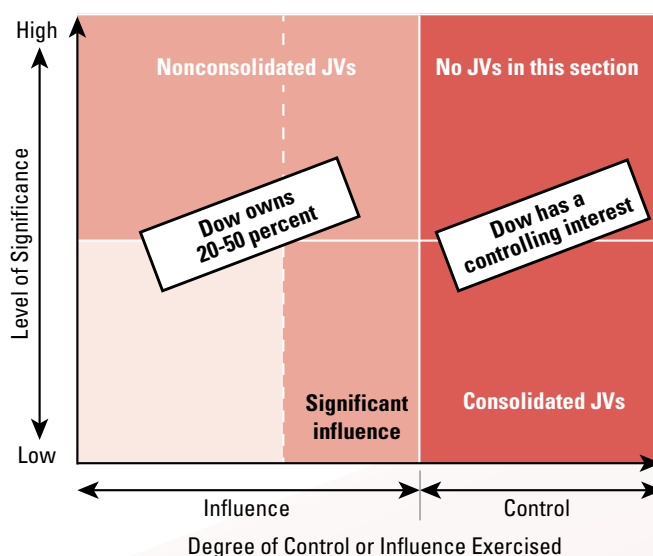 High
Nonconsolidated JVs
No JVs in this section
Level of Significance
Dow owns
20-50 percent
Dow has a
controlling interest
Significant
influence
Consolidated JVs
Low
Influence
Control
Degree of Control or Influence Exercised